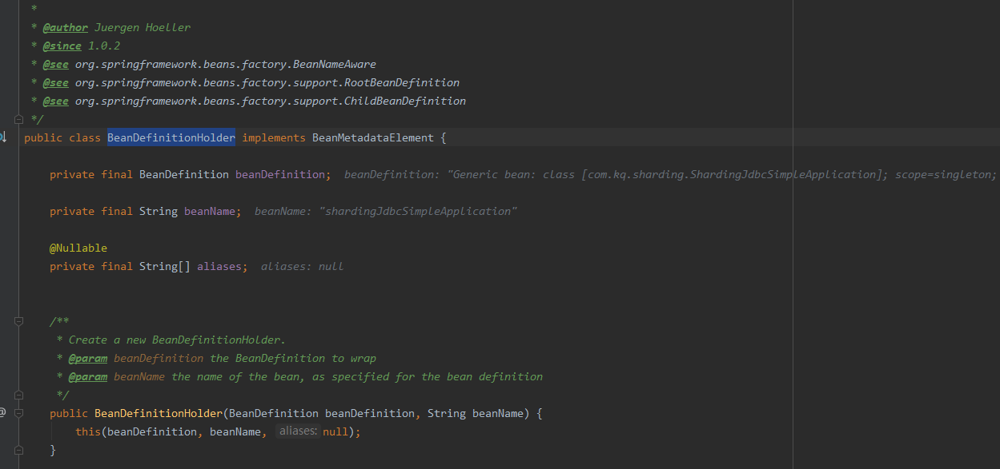 *
* @author Juergen Hoeller
* @since 1.0.2
* @see org.springframework.beans.factory.BeanNameAware
* @see org.springframework.beans.factory.support.RootBeanDefinition
* @see org.springframework.beans.factory.support.ChildBeanDefinition
*/
public class BeanDefinitionHolder implements BeanMetadataElement {
private final BeanDefinition beanDefinition; beanDefinition: "Generic bean: class [com.kq.sharding.ShardingJdbcSimpleApplication]; scope=singleton;
private final String beanName; beanName: "shardingJdbcSimpleApplication"
@Nullable
private final String[] aliases; aliases: null
/**
* Create a new BeanDefinitionHolder.
* @param beanDefinition the BeanDefinition to wrap
* @param beanName the name of the bean, as specified for the bean definition
*/
@ public BeanDefinitionHolder(BeanDefinition beanDefinition, String beanName) {
this(beanDefinition, beanName, aliases: null);
}